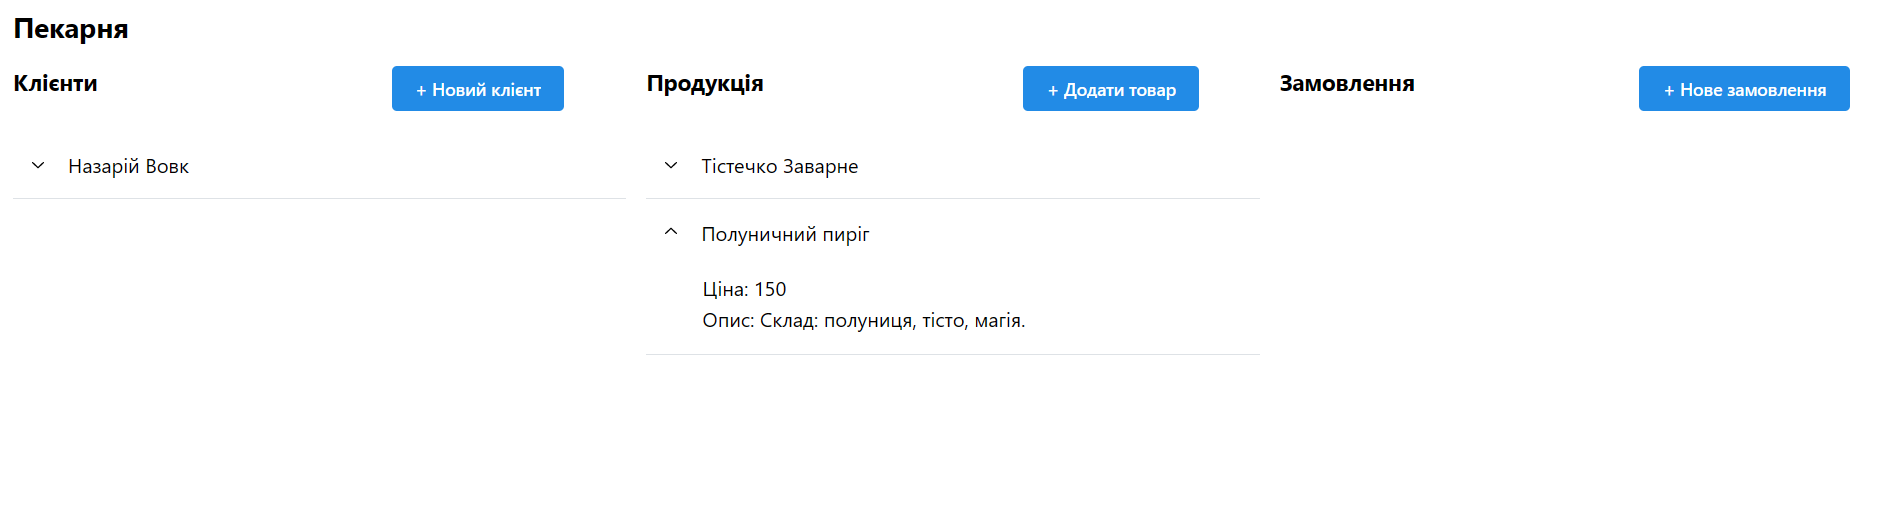 Пекарня
Клієнти
+ Новий клієнт
Назарій Вовк
Продукція
+ Додати товар
Тістечко Заварне
Полуничний пиріг
Ціна: 150
Опис: Склад: полуниця, тісто, магія.
Замовлення
+ Нове замовлення